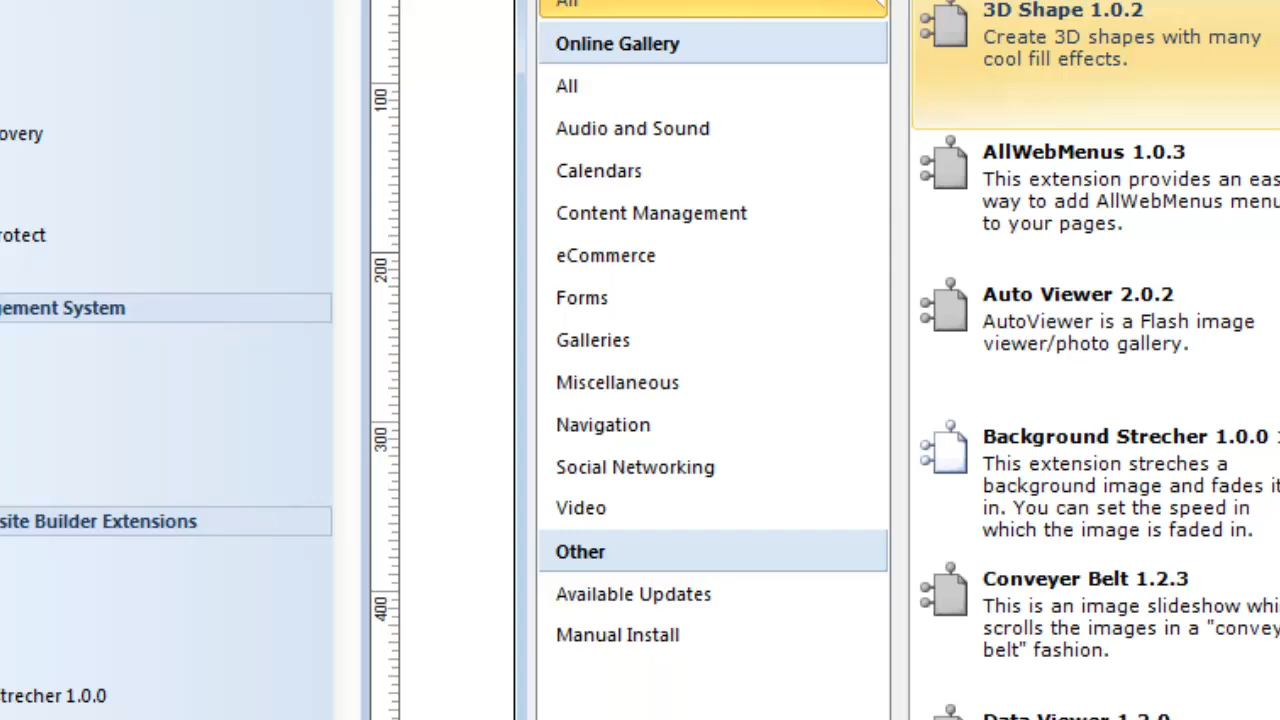 overy
rotect
gement System
site Builder Extensions
trecher 1.0.0
100
200
300
400
All
Online Gallery
All
Audio and Sound
Calendars
Content Management
eCommerce
Forms
Galleries
Miscellaneous
Navigation
Social Networking
Video
Other
Available Updates
Manual Install
3D Shape 1.0.2
Create 3D shapes with many
cool fill effects.
AllWebMenus 1.0.3
This extension provides an eas
way to add AllWebMenus menu
to your pages.
Auto Viewer 2.0.2
AutoViewer is a Flash image
viewer/photo gallery.
Background Strecher 1.0.0
This extension streches a
background image and fades it
in. You can set the speed in
which the image is faded in.
Conveyer Belt 1.2.3
This is an image slideshow whi
scrolls the images in a "convey
belt" fashion.
Data Viewer 1.2.0